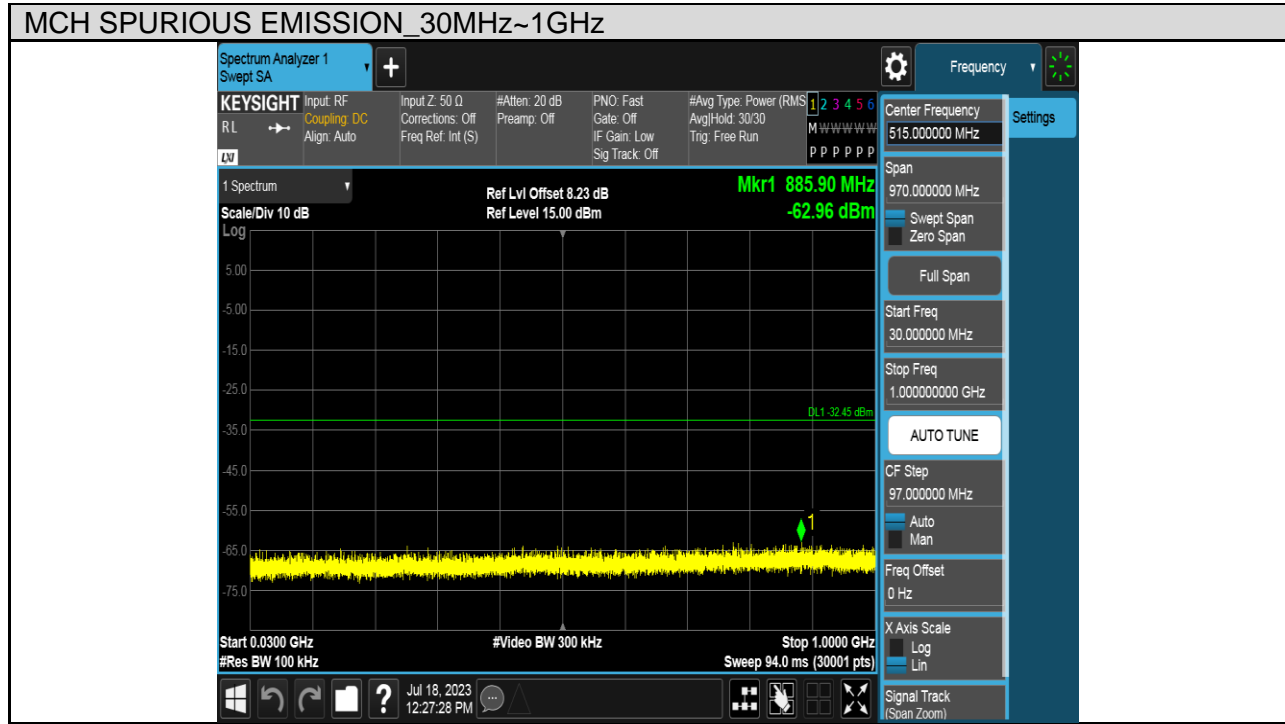 MCH SPURIOUS EMISSION_30MHz~1GHz
Spectrum Analyzer 1
Swept SA
+
Frequency
KEYSIGHT
RL
LXI
Input: RF
Coupling: DC
Align: Auto
Input Z: 50 Ω
Corrections: Off
Freq Ref: Int (S)
#Atten: 20 dB
Preamp: Off
PNO: Fast
Gate: Off
IF Gain: Low
Sig Track: Off
#Avg Type: Power (RMS
Avg|Hold: 30/30
Trig: Free Run
1 2 3 4 5 6
M W W W W W
P P P P P P
1 Spectrum
Scale/Div 10 dB
Ref Lvl Offset 8.23 dB
Ref Level 15.00 dBm
Mkr1 885.90 MHz
-62.96 dBm
Log
5.00
-5.00
-15.0
-25.0
DL1 -32.45 dBm
-35.0
-45.0
-55.0
1
-65.0
-75.0
Start 0.0300 GHz
#Res BW 100 kHz
#Video BW 300 kHz
Stop 1.0000 GHz
Sweep 94.0 ms (30001 pts)
Center Frequency
515.000000 MHz
Settings
Span
970.000000 MHz
Swept Span
Zero Span
Full Span
Start Freq
30.000000 MHz
Stop Freq
1.000000000 GHz
AUTO TUNE
CF Step
97.000000 MHz
Auto
Man
Freq Offset
0 Hz
X Axis Scale
Log
Lin
Signal Track
(Span Zoom)
?
Jul 18, 2023
12:27:28 PM